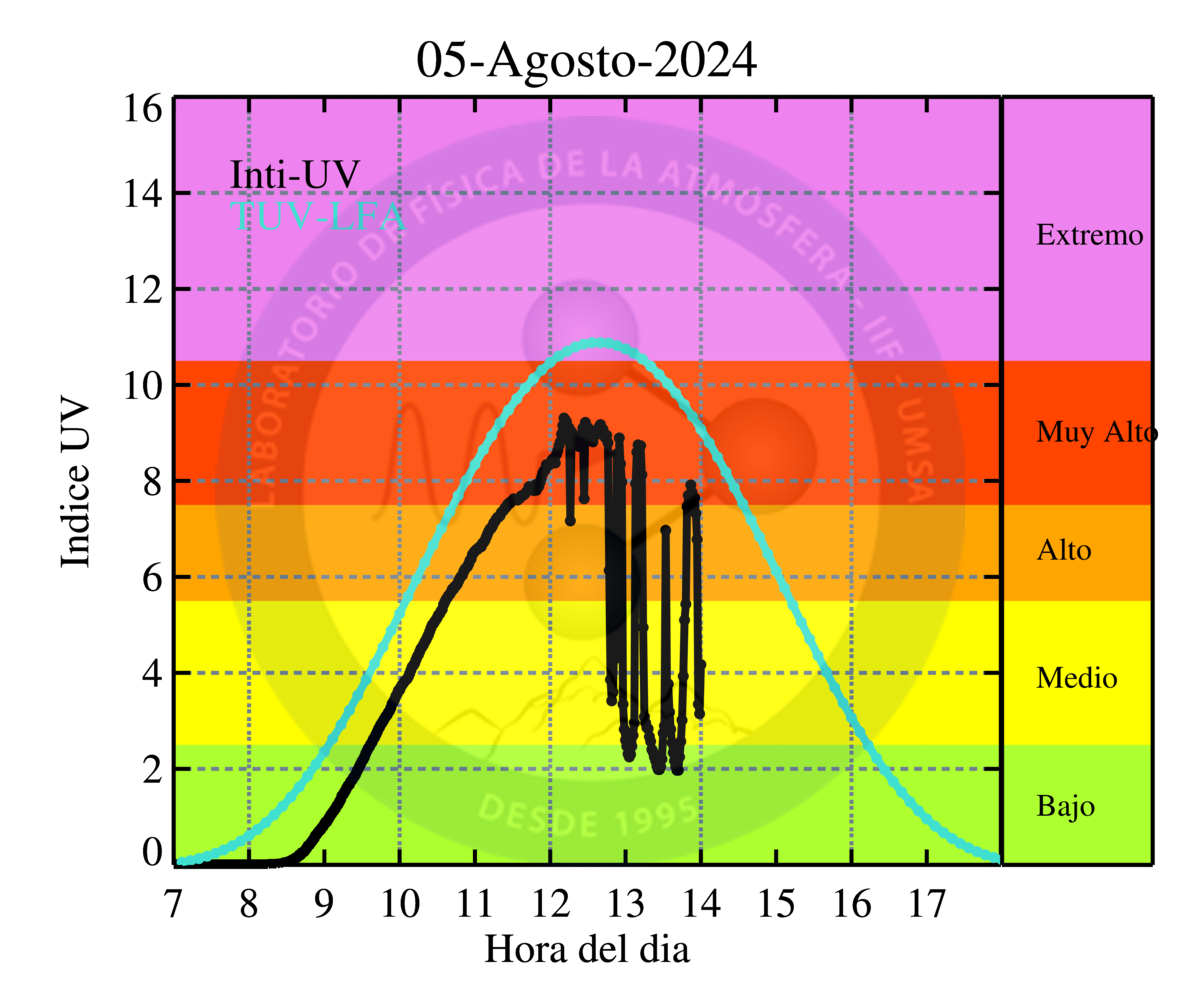 05-Agosto-2024
16
14
12
10
8
6
4
2
0
Indice UV
Inti-UV
TUV-LFA
LABORATORIO DE FÍSICA DE LA ATMÓSFERA - IIF - UMSA
DESDE 1995
Extremo
Muy Alto
Alto
Medio
Bajo
7 8 9 10 11 12 13 14 15 16 17
Hora del dia